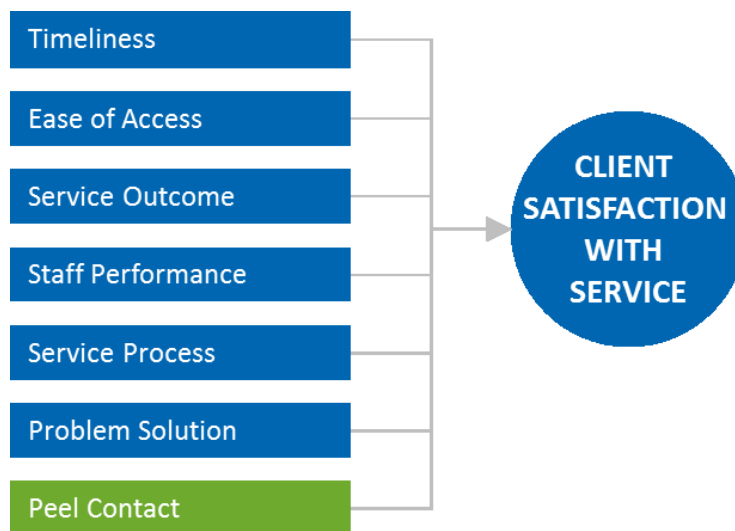 Timeliness
Ease of Access
Service Outcome
Staff Performance
Service Process
Problem Solution
Peel Contact
CLIENT
SATISFACTION
WITH
SERVICE